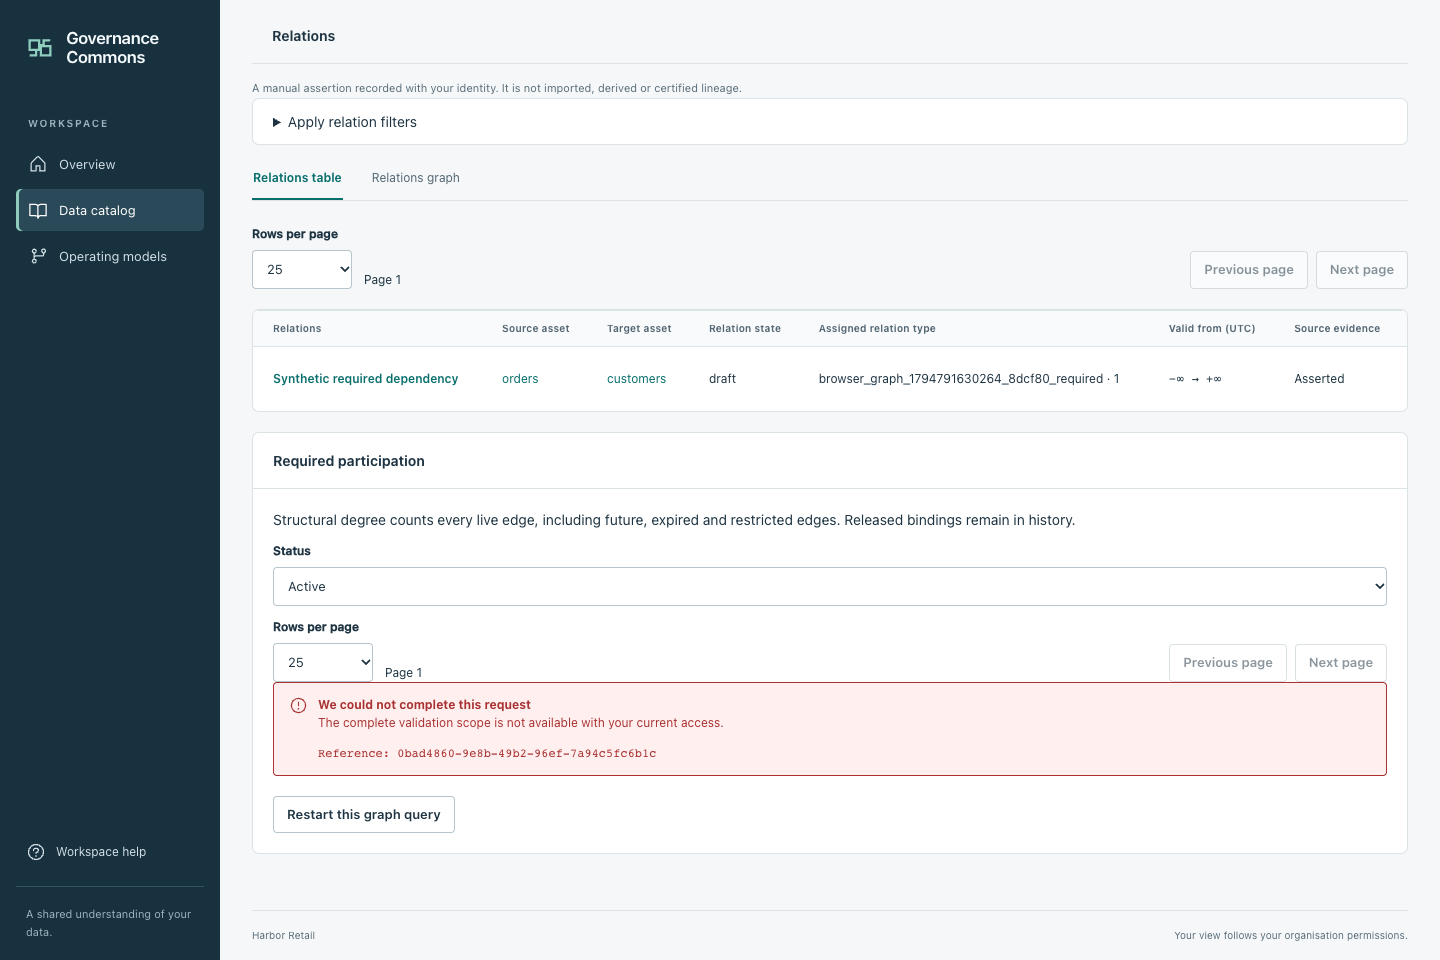 Governance
Commons
WORKSPACE
Overview
Data catalog
Operating models
Workspace help
A shared understanding of your
data.
Relations
A manual assertion recorded with your identity. It is not imported, derived or certified lineage.
Apply relation filters
Relations table Relations graph
Rows per page
25 Page 1 Previous page Next page
Relations Source asset Target asset Relation state Assigned relation type Valid from (UTC) Source evidence
Synthetic required dependency orders customers draft browser_graph_1794791630264_8dcf80_required · 1 −∞ → +∞ Asserted
Required participation
Structural degree counts every live edge, including future, expired and restricted edges. Released bindings remain in history.
Status
Active
Rows per page
25 Page 1 Previous page Next page
We could not complete this request
The complete validation scope is not available with your current access.
Reference: 0bad4860-9e8b-49b2-96ef-7a94c5fc6b1c
Restart this graph query
Harbor Retail Your view follows your organisation permissions.